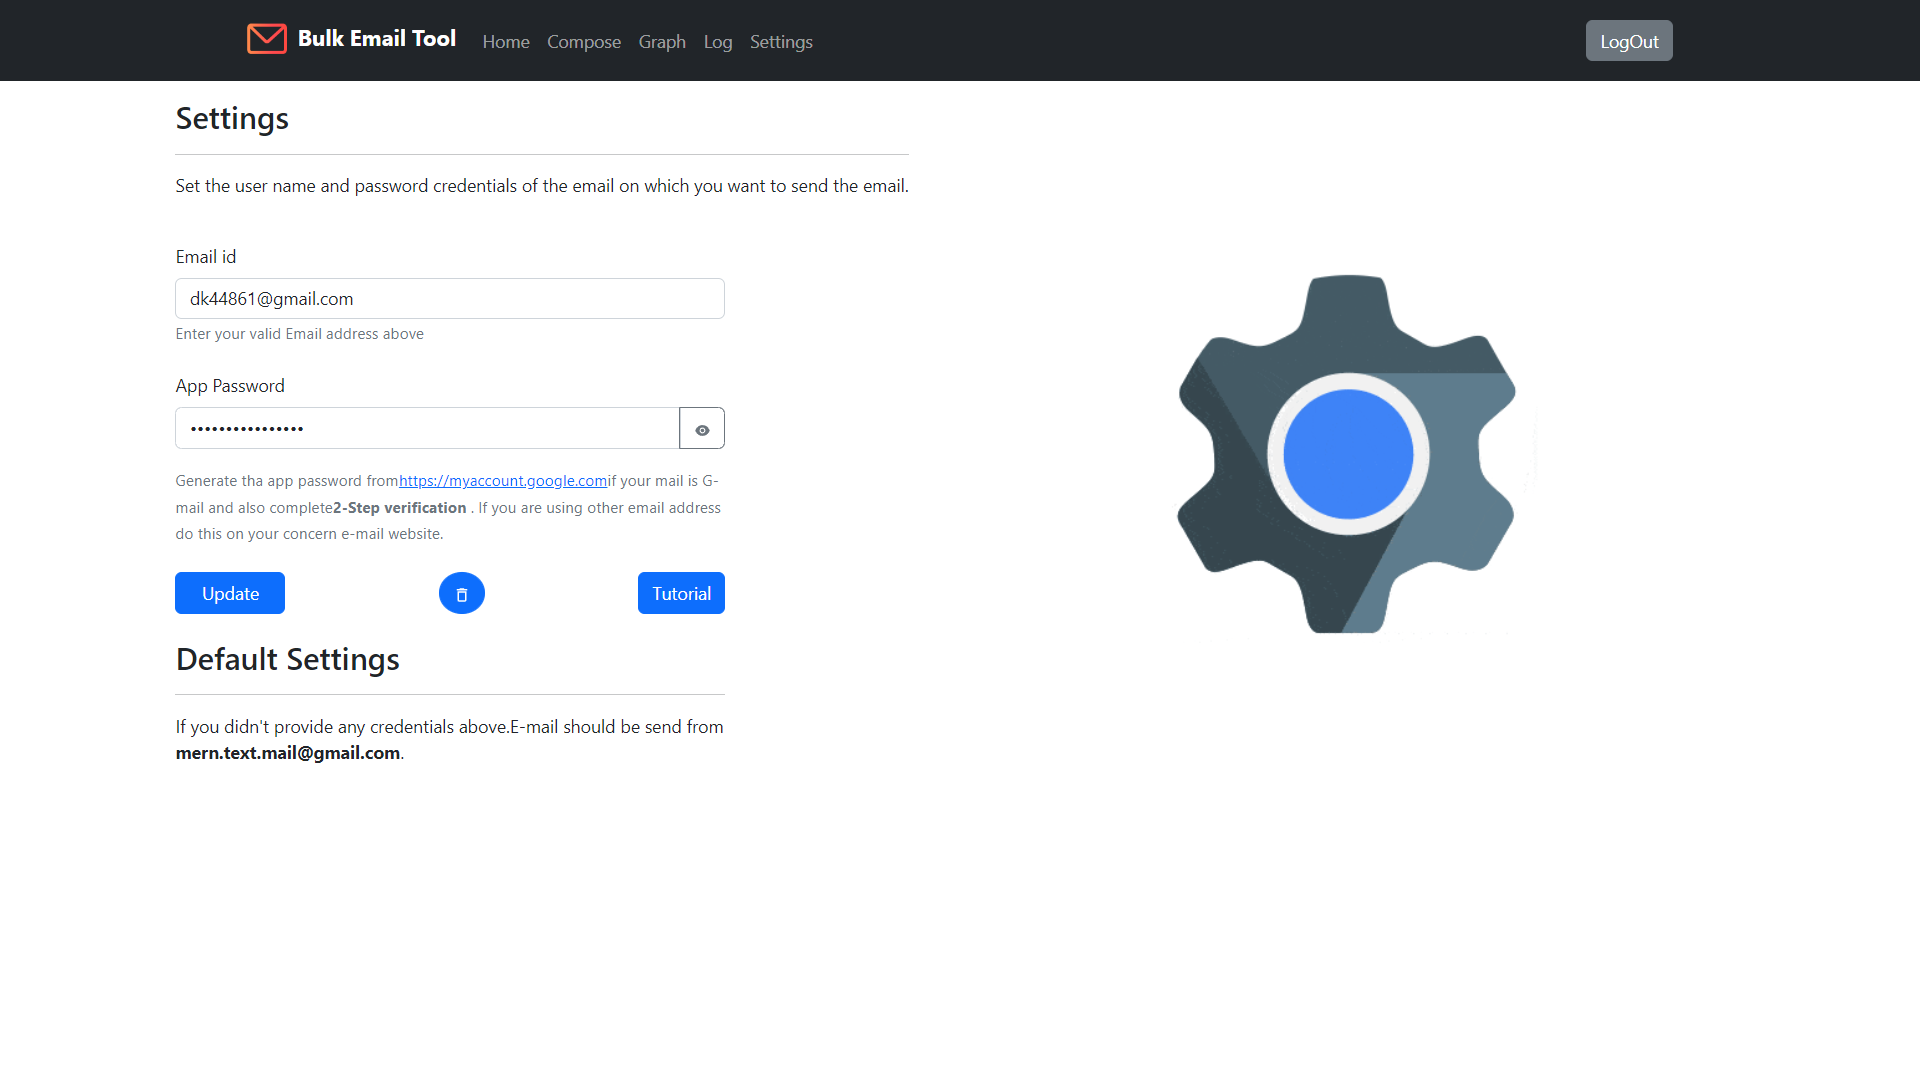 Bulk Email Tool Home Compose Graph Log Settings LogOut
Settings
Set the user name and password credentials of the email on which you want to send the email.
Email id
dk44861@gmail.com
Enter your valid Email address above
App Password
••••••••••••••••
Generate tha app password fromhttps://myaccount.google.comif your mail is G-
mail and also complete2-Step verification . If you are using other email address
do this on your concern e-mail website.
Update Tutorial
Default Settings
If you didn't provide any credentials above.E-mail should be send from
mern.text.mail@gmail.com.